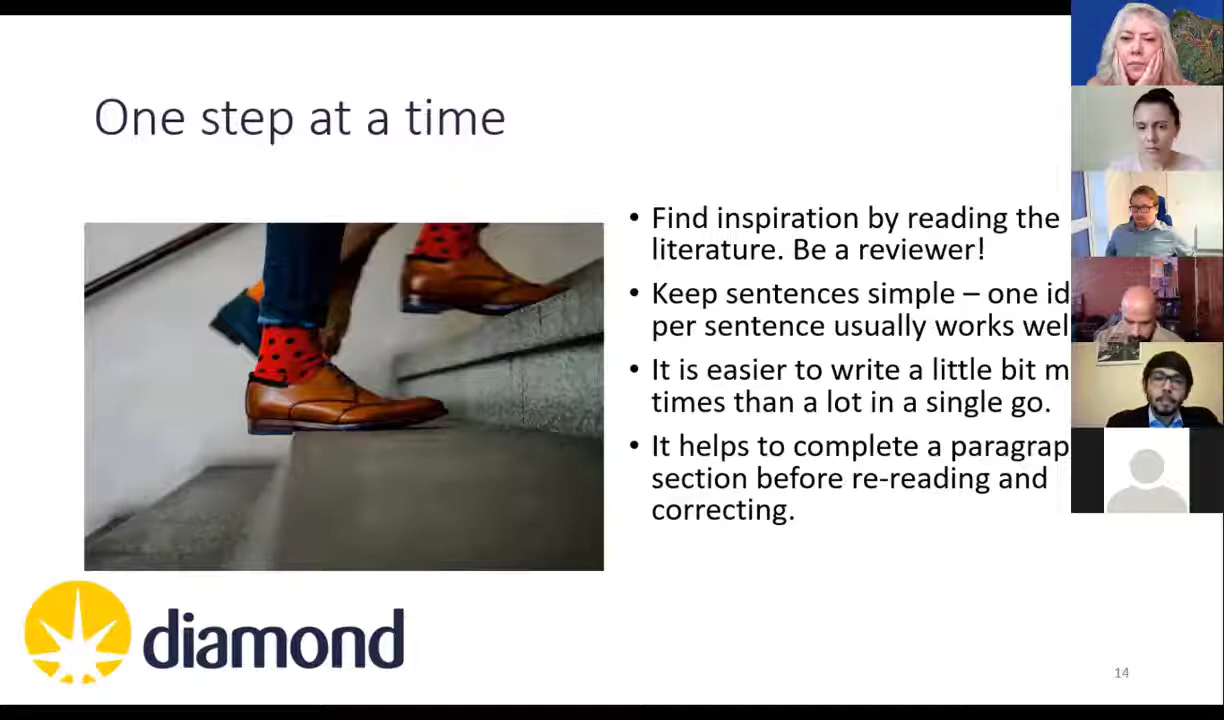 One step at a time
• Find inspiration by reading the
literature. Be a reviewer!
• Keep sentences simple – one id
per sentence usually works wel
• It is easier to write a little bit m
times than a lot in a single go.
• It helps to complete a paragrap
section before re-reading and
correcting.
diamond
14